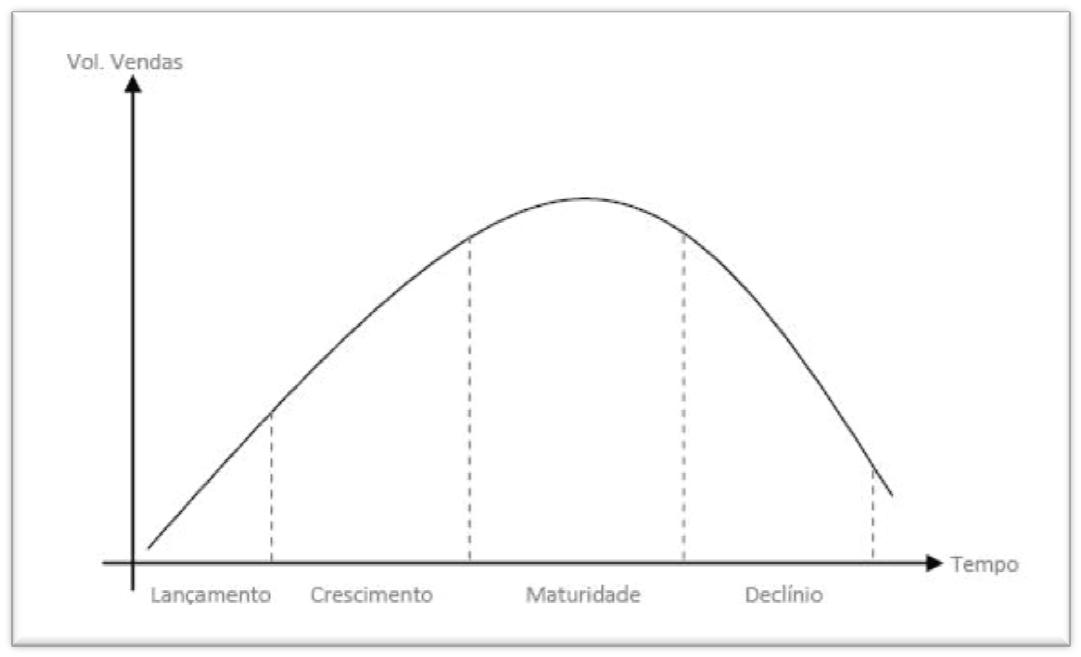 Vol. Vendas
Tempo
Lançamento Crescimento Maturidade Declínio